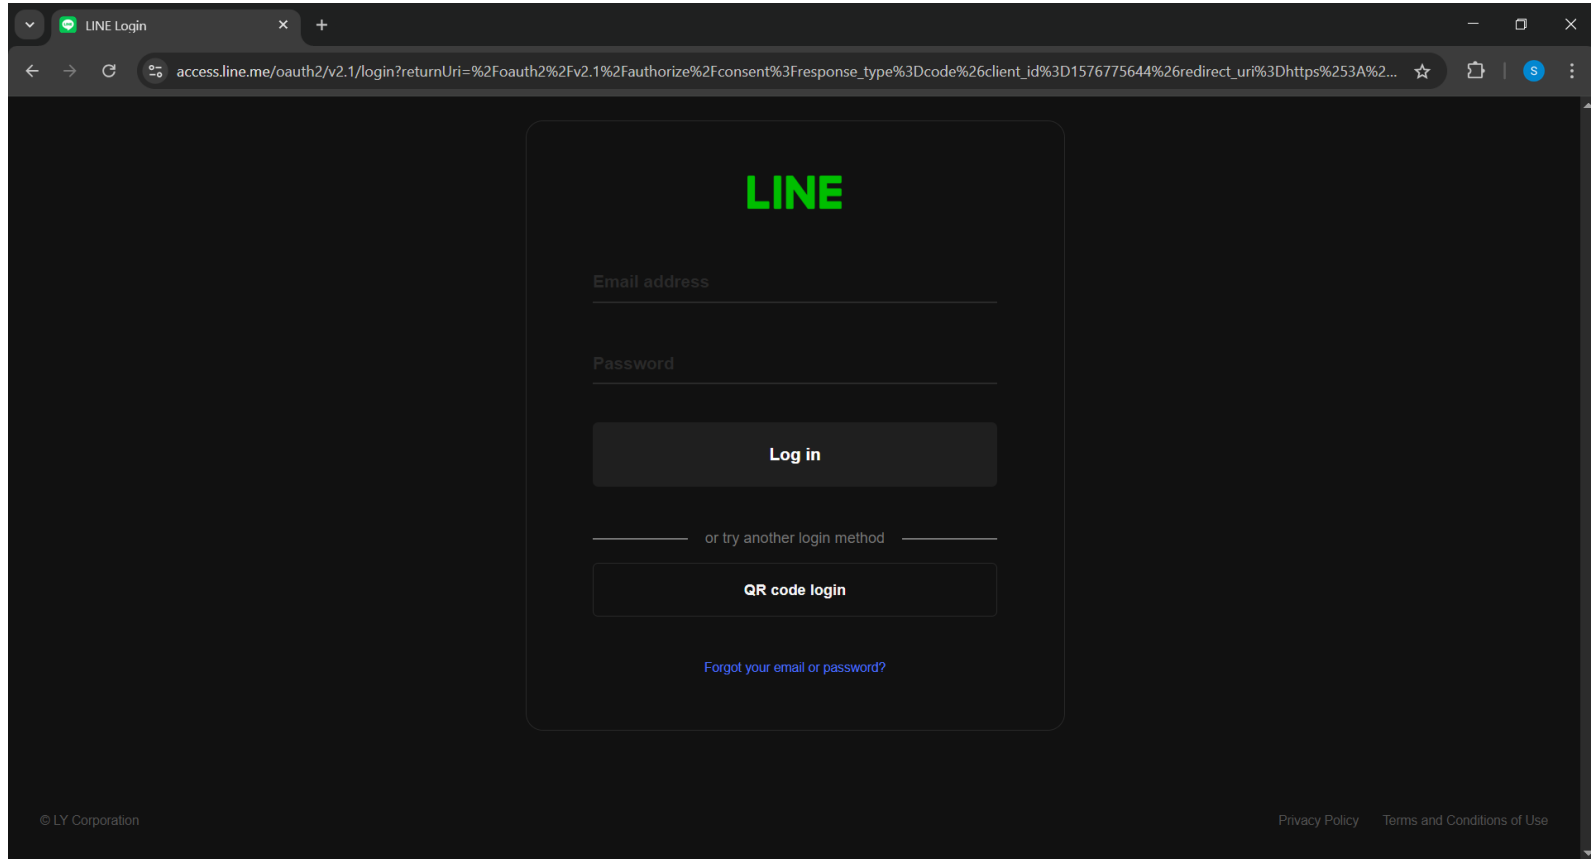 LINE Login
access.line.me/oauth2/v2.1/login?returnUri=%2Foauth2%2Fv2.1%2Fauthorize%2Fconsent%3Fresponse_type%3Dcode%26client_id%3D1576775644%26redirect_uri%3Dhttps%253A%2...
S
LINE
Email address
Password
Log in
or try another login method
QR code login
Forgot your email or password?
© LY Corporation
Privacy Policy Terms and Conditions of Use